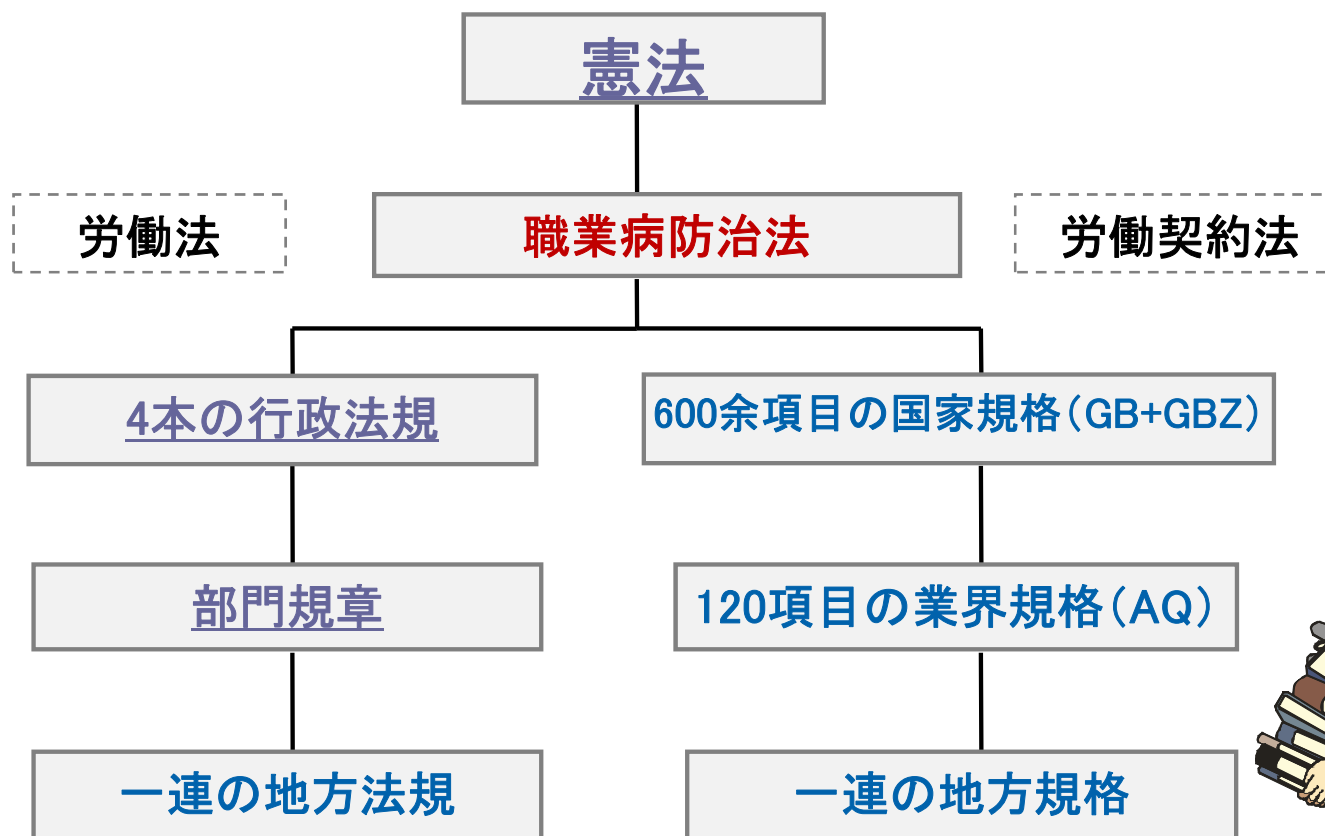 憲法
労働法
職業病防治法
労働契約法
4本の行政法規
600余項目の国家規格(GB+GBZ)
部門規章
120項目の業界規格(AQ)
一連の地方法規
一連の地方規格